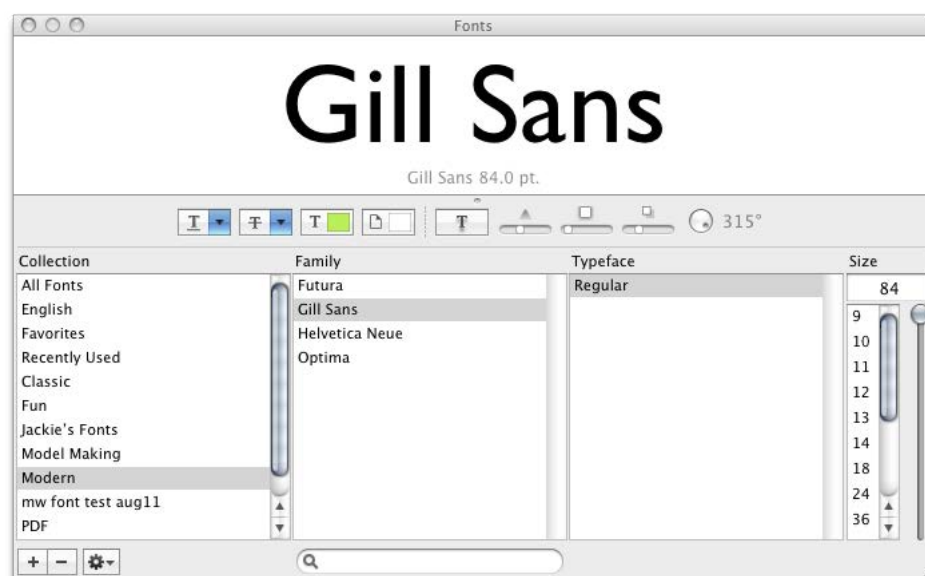 Fonts
Gill Sans
Gill Sans 84.0 pt.
T T T T 315°
Collection Family Typeface Size
All Fonts Futura Regular 84
English Gill Sans 9
Favorites Helvetica Neue 10
Recently Used Optima 11
Classic 12
Fun 13
Jackie's Fonts 14
Model Making 18
Modern 24
mw font test aug11 36
PDF